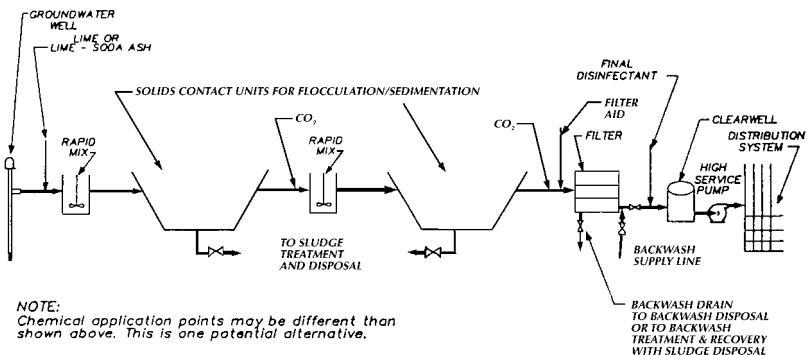 GROUNDWATER
WELL
LIME OR
LIME - SODA ASH
SOLIDS CONTACT UNITS FOR FLOCCULATION/SEDIMENTATION
RAPID
MIX
CO₂
RAPID
MIX
TO SLUDGE
TREATMENT
AND DISPOSAL
CO₂
FILTER
AID
FINAL
DISINFECTANT
FILTER
CLEARWELL
DISTRIBUTION
SYSTEM
HIGH
SERVICE
PUMP
BACKWASH
SUPPLY LINE
BACKWASH DRAIN
TO BACKWASH DISPOSAL
OR TO BACKWASH
TREATMENT & RECOVERY
WITH SLUDGE DISPOSAL
NOTE:
Chemical application points may be different than
shown above. This is one potential alternative.